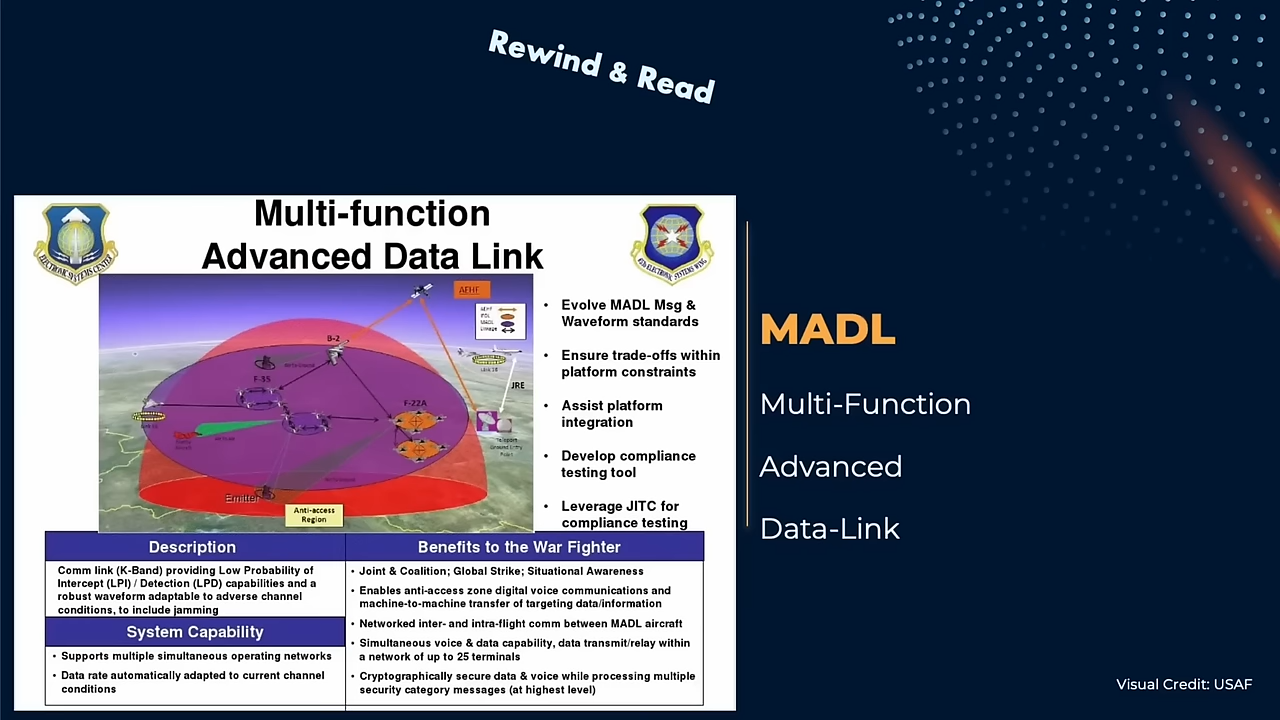 Rewind & Read
Multi-function
Advanced Data Link
ELECTRONIC SYSTEMS CENTER
ELECTRONIC SYSTEMS WING
AEHF
B-2
F-35
F-22A
JRE
Emitter
Anti-access
Region
• Evolve MADL Msg &
Waveform standards
• Ensure trade-offs within
platform constraints
• Assist platform
integration
• Develop compliance
testing tool
• Leverage JITC for
compliance testing
Description
Comm link (K-Band) providing Low Probability of
Intercept (LPI) / Detection (LPD) capabilities and a
robust waveform adaptable to adverse channel
conditions, to include jamming
System Capability
• Supports multiple simultaneous operating networks
• Data rate automatically adapted to current channel
conditions
Benefits to the War Fighter
• Joint & Coalition; Global Strike; Situational Awareness
• Enables anti-access zone digital voice communications and
machine-to-machine transfer of targeting data/information
• Networked inter- and intra-flight comm between MADL aircraft
• Simultaneous voice & data capability, data transmit/relay within
a network of up to 25 terminals
• Cryptographically secure data & voice while processing multiple
security category messages (at highest level)
MADL
Multi-Function
Advanced
Data-Link
Visual Credit: USAF